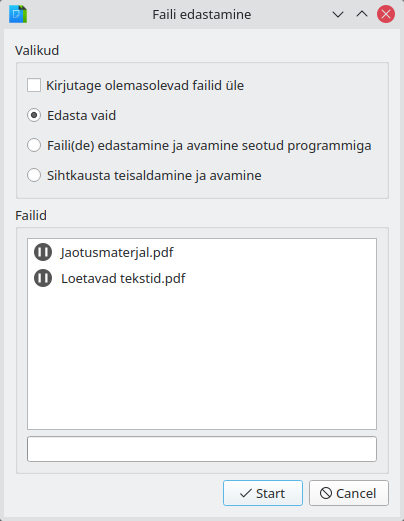 Faili edastamine
Valikud
Kirjutage olemasolevad failid üle
Edasta vaid
Faili(de) edastamine ja avamine seotud programmiga
Sihtkausta teisaldamine ja avamine
Failid
Jaotusmaterjal.pdf
Loetavad tekstid.pdf
Start
Cancel